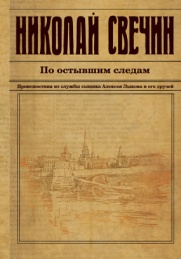 НИКОЛАЙ СВЕЧИН
По остывшим следам
Происшествия из службы сыщика Алексея Лыкова и его друзей